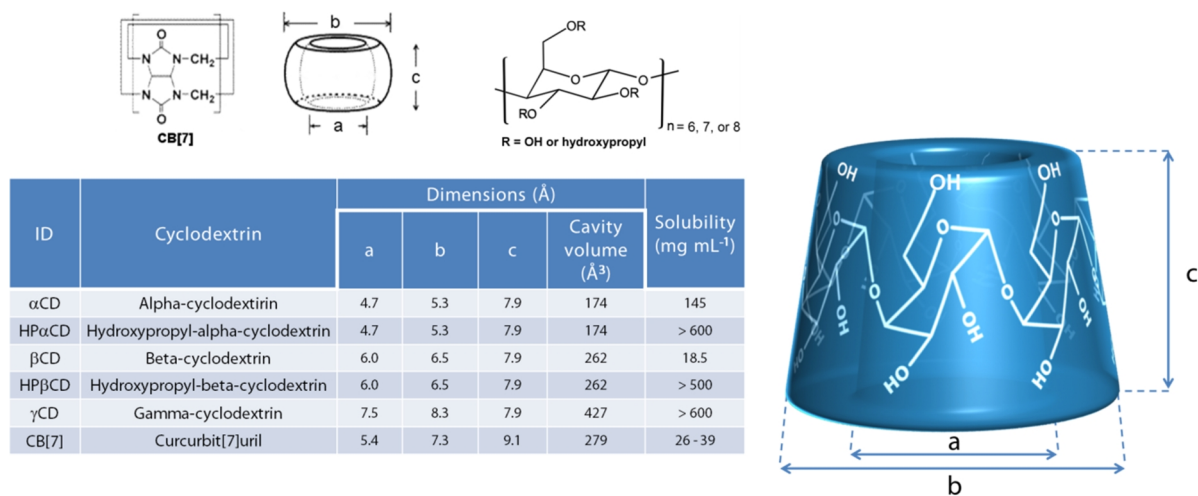 b
c
a
O
N
N
CH₂
N
N
CH₂
O
CB[7]
OR
O
O
OR
RO
n = 6, 7, or 8
R = OH or hydroxypropyl
ID Cyclodextrin Dimensions (Å) Solubility (mg mL⁻¹)
a b c Cavity volume (Å³)
αCD Alpha-cyclodextirin 4.7 5.3 7.9 174 145
HPαCD Hydroxypropyl-alpha-cyclodextrin 4.7 5.3 7.9 174 > 600
βCD Beta-cyclodextrin 6.0 6.5 7.9 262 18.5
HPβCD Hydroxypropyl-beta-cyclodextrin 6.0 6.5 7.9 262 > 500
γCD Gamma-cyclodextrin 7.5 8.3 7.9 427 > 600
CB[7] Curcurbit[7]uril 5.4 7.3 9.1 279 26 - 39
OH
OH
OH
O
O
O
O
O
OH
OH
OH
OH
HO
HO
c
a
b